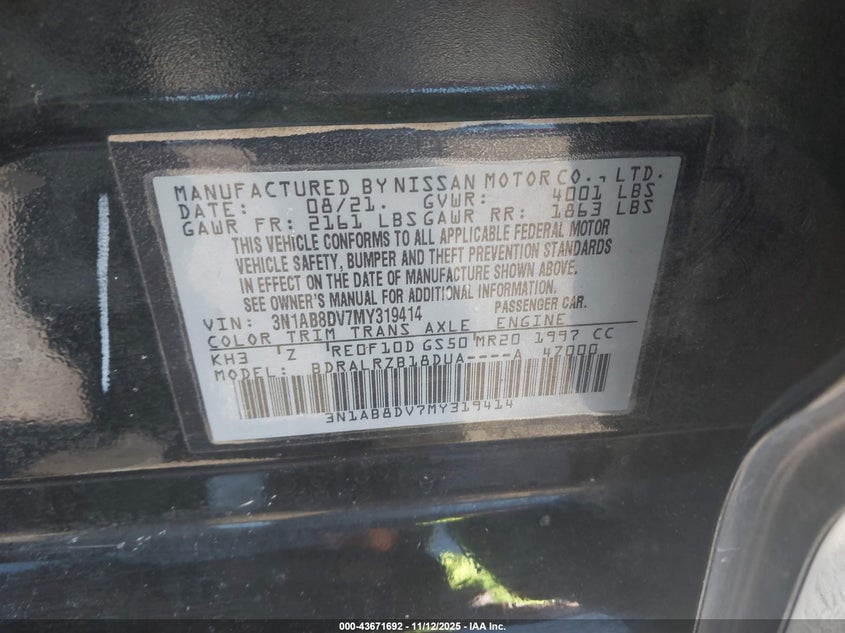 MANUFACTURED BY NISSAN MOTOR CO., LTD.
DATE: 08/21. GVWR: 4001 LBS
GAWR FR: 2161 LBS GAWR RR: 1863 LBS
THIS VEHICLE CONFORMS TO ALL APPLICABLE FEDERAL MOTOR
VEHICLE SAFETY, BUMPER AND THEFT PREVENTION STANDARDS
IN EFFECT ON THE DATE OF MANUFACTURE SHOWN ABOVE.
SEE OWNER'S MANUAL FOR ADDITIONAL INFORMATION.
VIN: 3N1AB8DV7MY319414 PASSENGER CAR.
COLOR TRIM TRANS AXLE ENGINE
KH3 Z RE0F10D GS50 MR20 1997 CC
MODEL: BDRALRZB18DUA----A 4Z000
3N1AB8DV7MY319414
000-43671692 - 11/12/2025 - IAA Inc.